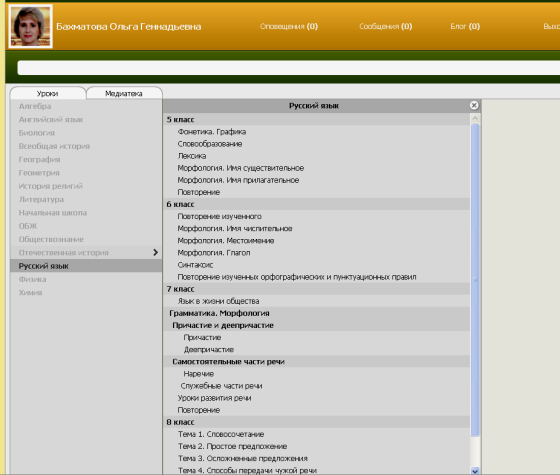 Бахматова Ольга Геннадьевна
Оповещения (0)
Сообщения (0)
Блог (0)
Уроки
Медиатека
Алгебра
Английский язык
Биология
Всеобщая история
География
Геометрия
История религий
Литература
Начальная школа
ОБЖ
Обществознание
Отечественная история
Русский язык
Физика
Химия
Русский язык
5 класс
Фонетика. Графика
Словообразование
Лексика
Морфология. Имя существительное
Морфология. Имя прилагательное
Повторение
6 класс
Повторение изученного
Морфология. Имя числительное
Морфология. Местоимение
Морфология. Глагол
Синтаксис
Повторение изученных орфографических и пунктуационных правил
7 класс
Язык в жизни общества
Грамматика. Морфология
Причастие и деепричастие
Причастие
Деепричастие
Самостоятельные части речи
Наречие
Служебные части речи
Уроки развития речи
Повторение
8 класс
Тема 1. Словосочетание
Тема 2. Простое предложение
Тема 3. Осложненные предложения
Тема 4. Способы передачи чужой речи